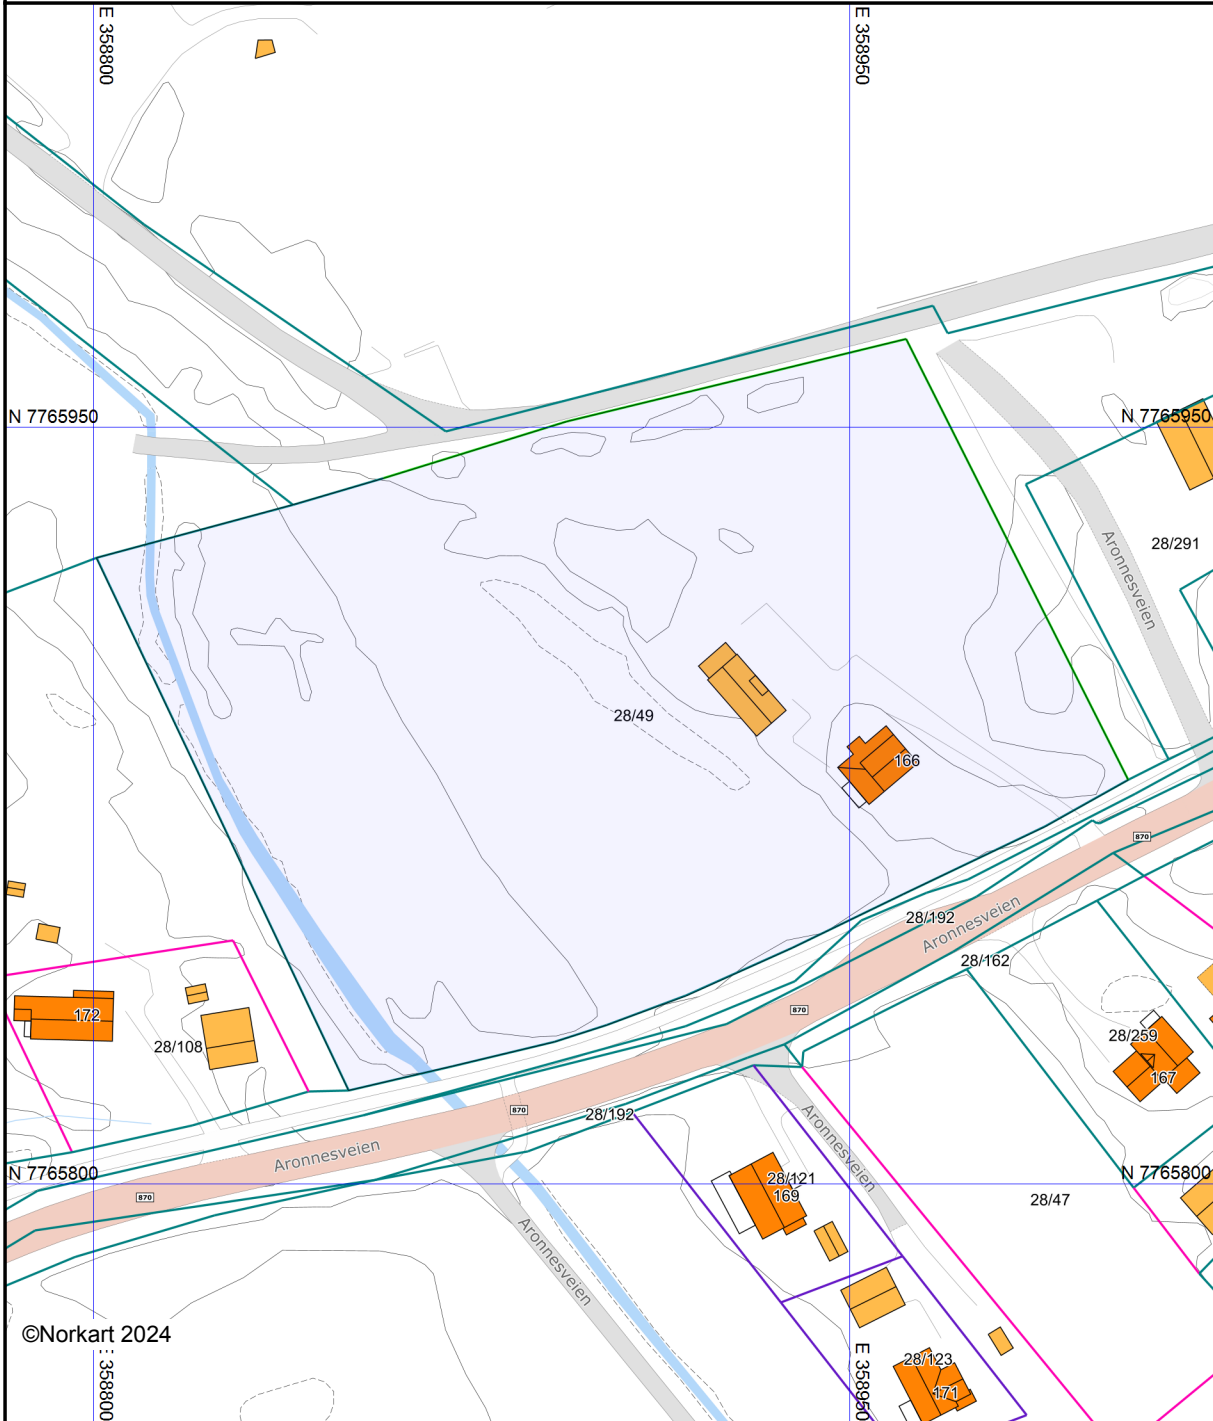 E 358800
E 358950
N 7765950
N 7765950
28/291
Aronnesveien
28/49
166
870
28/192
Aronnesveien
28/162
870
172
28/108
28/259
167
870
28/192
Aronnesveien
Aronnesveien
N 7765800
28/121
N 7765800
169
870
28/47
Aronnesveien
©Norkart 2024
E 358800
E 358950
28/123
171